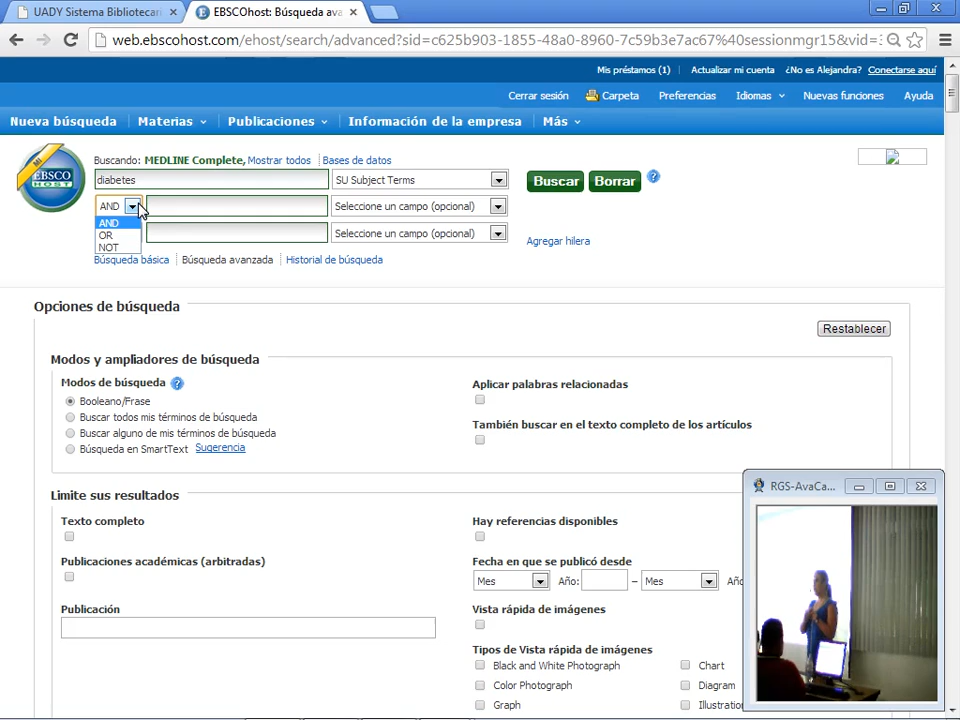 UADY Sistema Bibliotecari
EBSCOhost: Búsqueda ava
web.ebscohost.com/ehost/search/advanced?sid=c625b903-1855-48a0-8960-7c59b3e7ac67%40sessionmgr15&vid=
Mis préstamos (1) Actualizar mi cuenta ¿No es Alejandra? Conectarse aquí
Cerrar sesión Carpeta Preferencias Idiomas Nuevas funciones Ayuda
Nueva búsqueda Materias Publicaciones Información de la empresa Más
MI
EBSCO
HOST
Buscando: MEDLINE Complete, Mostrar todos Bases de datos
diabetes SU Subject Terms Buscar Borrar ?
AND Seleccione un campo (opcional)
AND
OR Seleccione un campo (opcional) Agregar hilera
NOT
Búsqueda básica Búsqueda avanzada Historial de búsqueda
Opciones de búsqueda
Restablecer
Modos y ampliadores de búsqueda
Modos de búsqueda ?
Booleano/Frase
Buscar todos mis términos de búsqueda
Buscar alguno de mis términos de búsqueda
Búsqueda en SmartText Sugerencia
Aplicar palabras relacionadas
También buscar en el texto completo de los artículos
Limite sus resultados
Texto completo
Publicaciones académicas (arbitradas)
Publicación
Hay referencias disponibles
Fecha en que se publicó desde
Mes Año: – Mes Año
Vista rápida de imágenes
Tipos de Vista rápida de imágenes
Black and White Photograph Chart
Color Photograph Diagram
Graph Illustratio
RGS-AvaCa...